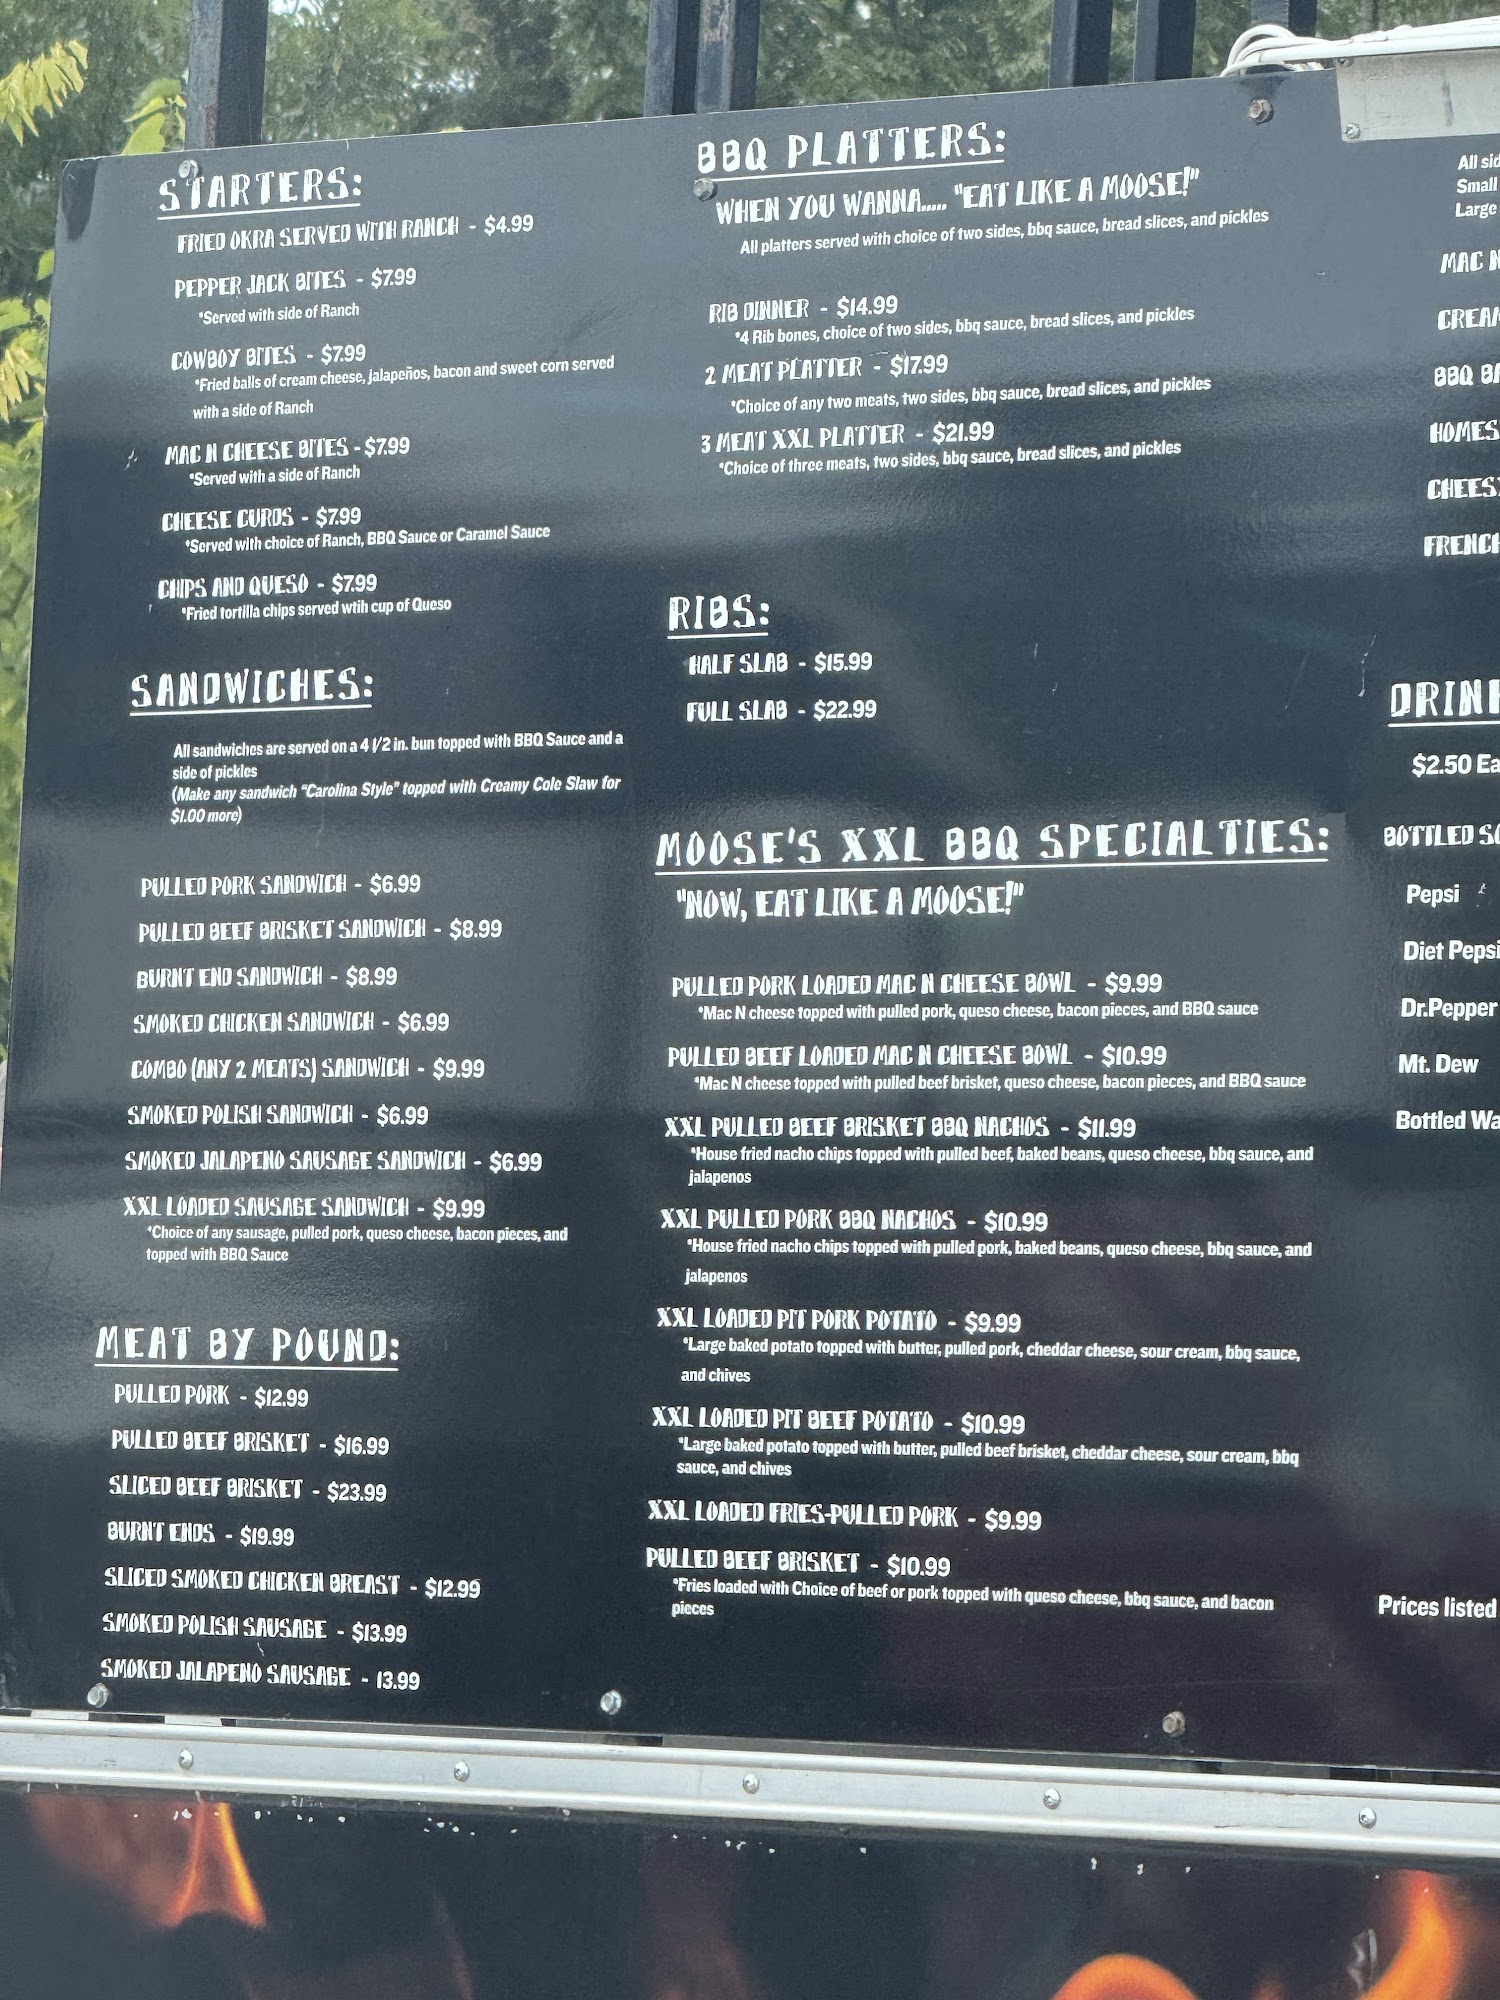 STARTERS:
FRIED OKRA SERVED WITH RANCH - $4.99
PEPPER JACK BITES - $7.99
*Served with side of Ranch
COWBOY BITES - $7.99
*Fried balls of cream cheese, jalapeños, bacon and sweet corn served
with a side of Ranch
MAC N CHEESE BITES - $7.99
*Served with a side of Ranch
CHEESE CURDS - $7.99
*Served with choice of Ranch, BBQ Sauce or Caramel Sauce
CHIPS AND QUESO - $7.99
*Fried tortilla chips served wtih cup of Queso
SANDWICHES:
All sandwiches are served on a 4 1/2 in. bun topped with BBQ Sauce and a
side of pickles
(Make any sandwich "Carolina Style" topped with Creamy Cole Slaw for
$1.00 more)
PULLED PORK SANDWICH - $6.99
PULLED BEEF BRISKET SANDWICH - $8.99
BURNT END SANDWICH - $8.99
SMOKED CHICKEN SANDWICH - $6.99
COMBO (ANY 2 MEATS) SANDWICH - $9.99
SMOKED POLISH SANDWICH - $6.99
SMOKED JALAPENO SAUSAGE SANDWICH - $6.99
XXL LOADED SAUSAGE SANDWICH - $9.99
*Choice of any sausage, pulled pork, queso cheese, bacon pieces, and
topped with BBQ Sauce
MEAT BY POUND:
PULLED PORK - $12.99
PULLED BEEF BRISKET - $16.99
SLICED BEEF BRISKET - $23.99
BURNT ENDS - $19.99
SLICED SMOKED CHICKEN BREAST - $12.99
SMOKED POLISH SAUSAGE - $13.99
SMOKED JALAPENO SAUSAGE - 13.99
BBQ PLATTERS:
WHEN YOU WANNA..... "EAT LIKE A MOOSE!"
All platters served with choice of two sides, bbq sauce, bread slices, and pickles
RIB DINNER - $14.99
*4 Rib bones, choice of two sides, bbq sauce, bread slices, and pickles
2 MEAT PLATTER - $17.99
*Choice of any two meats, two sides, bbq sauce, bread slices, and pickles
3 MEAT XXL PLATTER - $21.99
*Choice of three meats, two sides, bbq sauce, bread slices, and pickles
RIBS:
HALF SLAB - $15.99
FULL SLAB - $22.99
MOOSE'S XXL BBQ SPECIALTIES:
"NOW, EAT LIKE A MOOSE!"
PULLED PORK LOADED MAC N CHEESE BOWL - $9.99
*Mac N cheese topped with pulled pork, queso cheese, bacon pieces, and BBQ sauce
PULLED BEEF LOADED MAC N CHEESE BOWL - $10.99
*Mac N cheese topped with pulled beef brisket, queso cheese, bacon pieces, and BBQ sauce
XXL PULLED BEEF BRISKET BBQ NACHOS - $11.99
*House fried nacho chips topped with pulled beef, baked beans, queso cheese, bbq sauce, and
jalapenos
XXL PULLED PORK BBQ NACHOS - $10.99
*House fried nacho chips topped with pulled pork, baked beans, queso cheese, bbq sauce, and
jalapenos
XXL LOADED PIT PORK POTATO - $9.99
*Large baked potato topped with butter, pulled pork, cheddar cheese, sour cream, bbq sauce,
and chives
XXL LOADED PIT BEEF POTATO - $10.99
*Large baked potato topped with butter, pulled beef brisket, cheddar cheese, sour cream, bbq
sauce, and chives
XXL LOADED FRIES-PULLED PORK - $9.99
PULLED BEEF BRISKET - $10.99
*Fries loaded with Choice of beef or pork topped with queso cheese, bbq sauce, and bacon
pieces
All
Small
Large
MAC
BBQ
FRENCH
$2.50
BOTTLED
Pepsi
Diet Pepsi
Dr.Pepper
Mt. Dew
Bottled
Prices listed